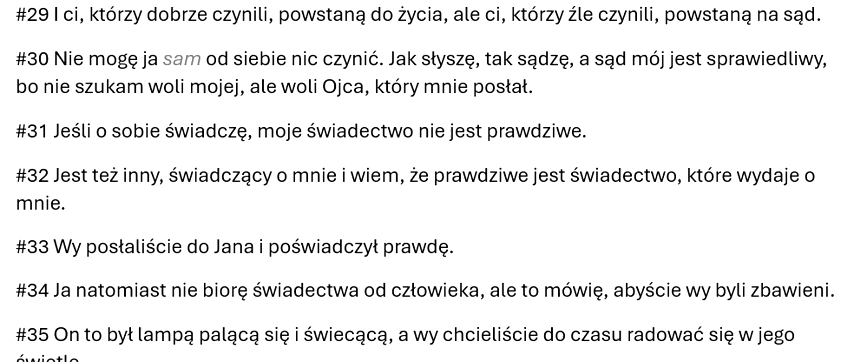 #29 I ci, którzy dobrze czynili, powstaną do życia, ale ci, którzy źle czynili, powstaną na sąd.
#30 Nie mogę ja sam od siebie nic czynić. Jak słyszę, tak sądzę, a sąd mój jest sprawiedliwy,
bo nie szukam woli mojej, ale woli Ojca, który mnie posłał.
#31 Jeśli o sobie świadczę, moje świadectwo nie jest prawdziwe.
#32 Jest też inny, świadczący o mnie i wiem, że prawdziwe jest świadectwo, które wydaje o
mnie.
#33 Wy posłaliście do Jana i poświadczył prawdę.
#34 Ja natomiast nie biorę świadectwa od człowieka, ale to mówię, abyście wy byli zbawieni.
#35 On to był lampą palącą się i świecącą, a wy chcieliście do czasu radować się w jego